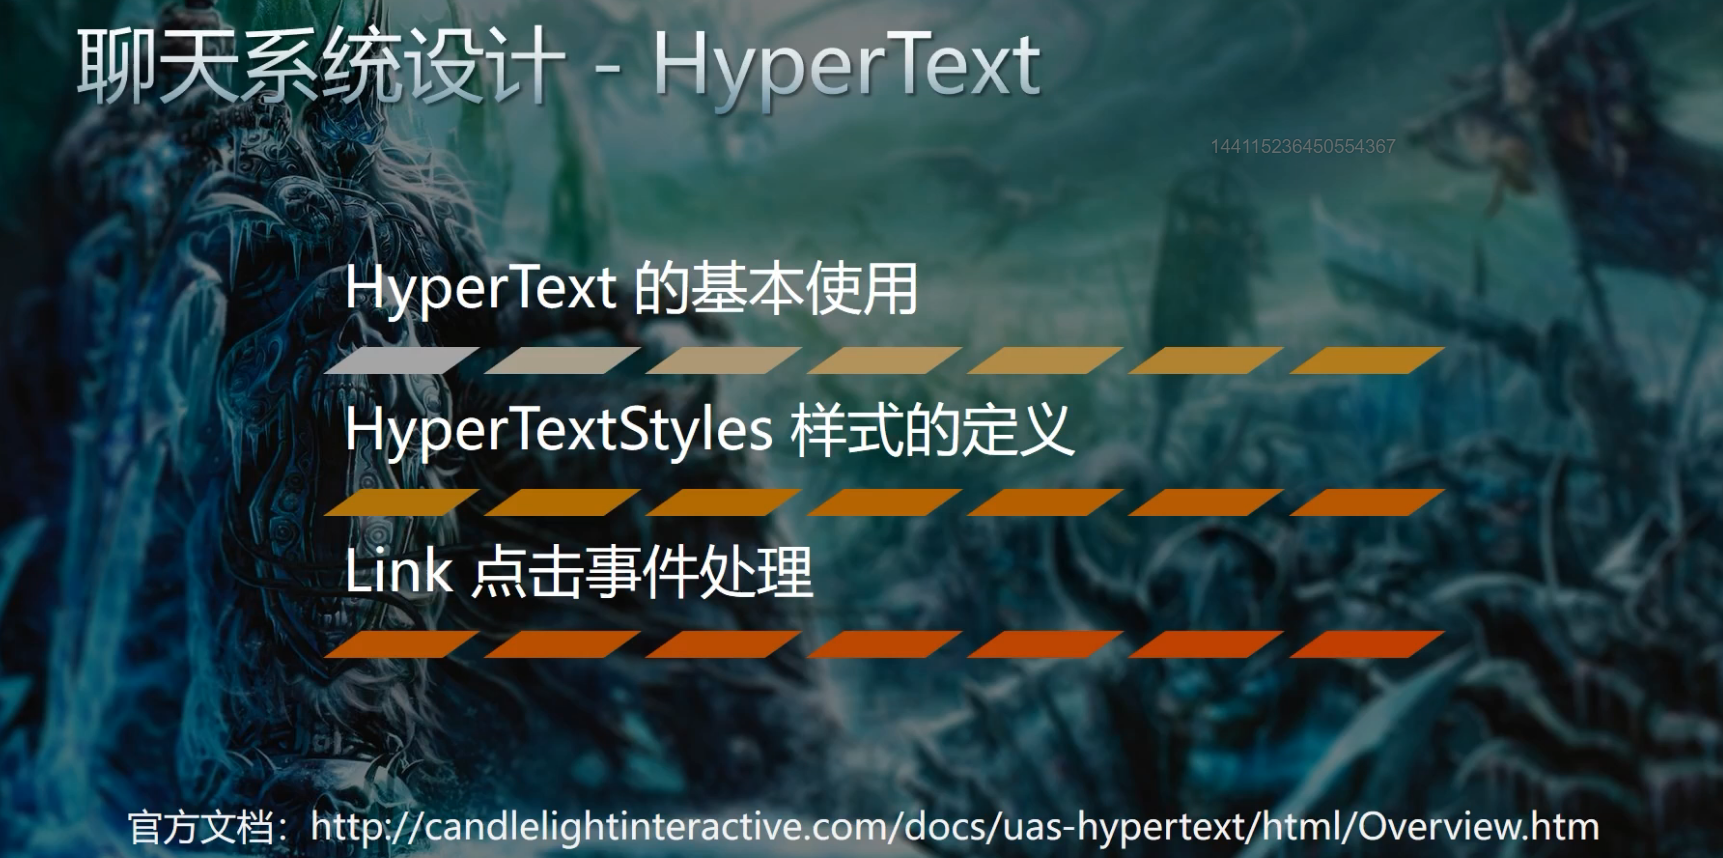 聊天系统设计 - HyperText
144115236450554367
HyperText 的基本使用
HyperTextStyles 样式的定义
Link 点击事件处理
官方文档：http://candlelightinteractive.com/docs/uas-hypertext/html/Overview.htm